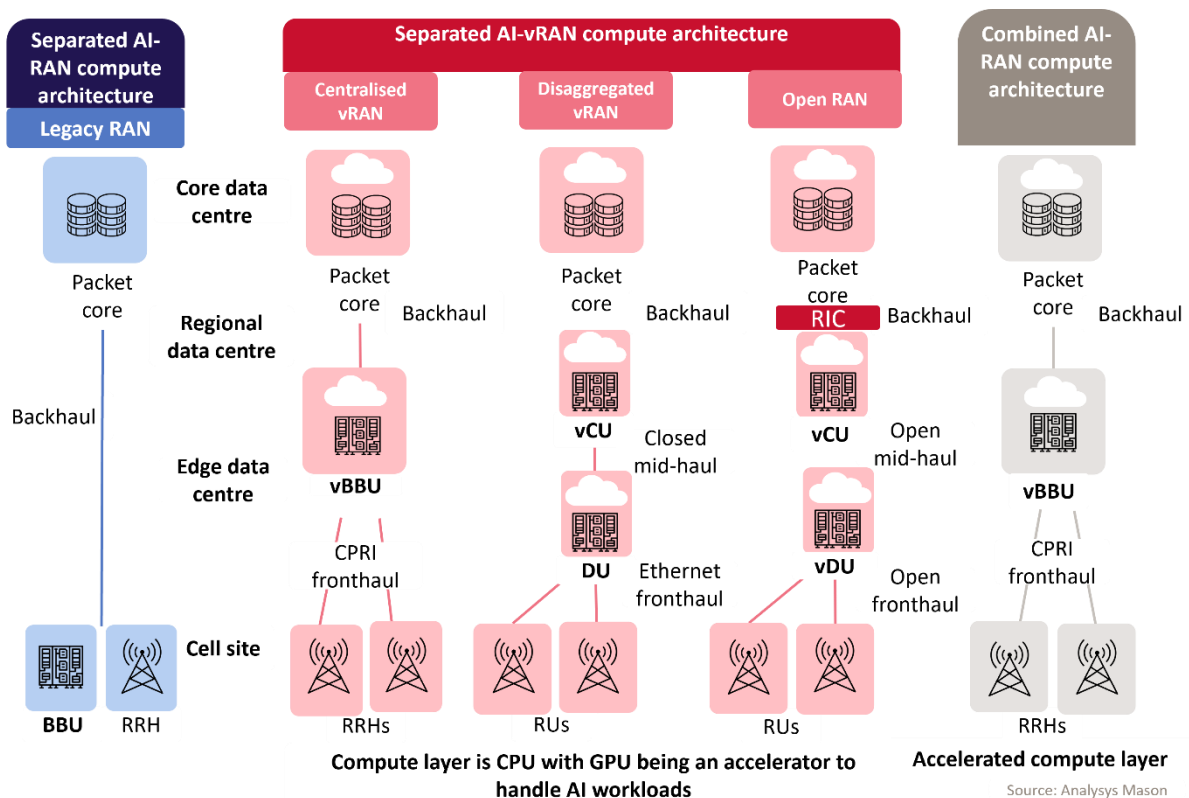 Separated AI-
RAN compute
architecture
Legacy RAN
Separated AI-vRAN compute architecture
Centralised
vRAN
Disaggregated
vRAN
Open RAN
Combined AI-
RAN compute
architecture
Core data
centre
Packet
core
Packet
core
Packet
core
Packet
core
Packet
core
Regional
data centre
Backhaul
Backhaul
RIC
Backhaul
Backhaul
Backhaul
vCU
Closed
mid-haul
vCU
Open
mid-haul
Edge data
centre
vBBU
vBBU
CPRI
fronthaul
DU
Ethernet
fronthaul
vDU
Open
fronthaul
CPRI
fronthaul
Cell site
BBU
RRH
RRHs
RUs
RUs
RRHs
Compute layer is CPU with GPU being an accelerator to
handle AI workloads
Accelerated compute layer
Source: Analysys Mason